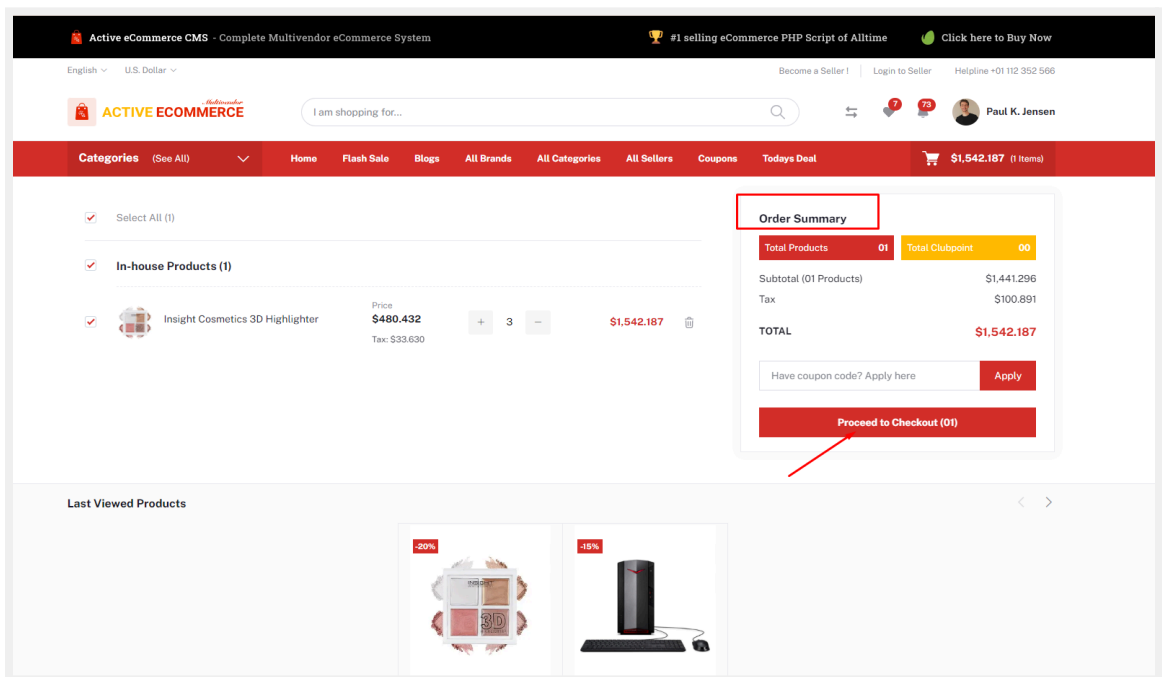 Active eCommerce CMS - Complete Multivendor eCommerce System
#1 selling eCommerce PHP Script of Alltime
Click here to Buy Now
English
U.S. Dollar
Become a Seller !
Login to Seller
Helpline +01 112 352 566
Multivendor
ACTIVE ECOMMERCE
I am shopping for...
7
73
Paul K. Jensen
Categories (See All)
Home
Flash Sale
Blogs
All Brands
All Categories
All Sellers
Coupons
Todays Deal
$1,542.187 (1 Items)
Select All (1)
In-house Products (1)
Insight Cosmetics 3D Highlighter
Price
$480.432
Tax: $33.630
+ 3 −
$1,542.187
Order Summary
Total Products 01
Total Clubpoint 00
Subtotal (01 Products) $1,441.296
Tax $100.891
TOTAL $1,542.187
Have coupon code? Apply here
Apply
Proceed to Checkout (01)
Last Viewed Products
-20%
INSIGHT
3D
-15%